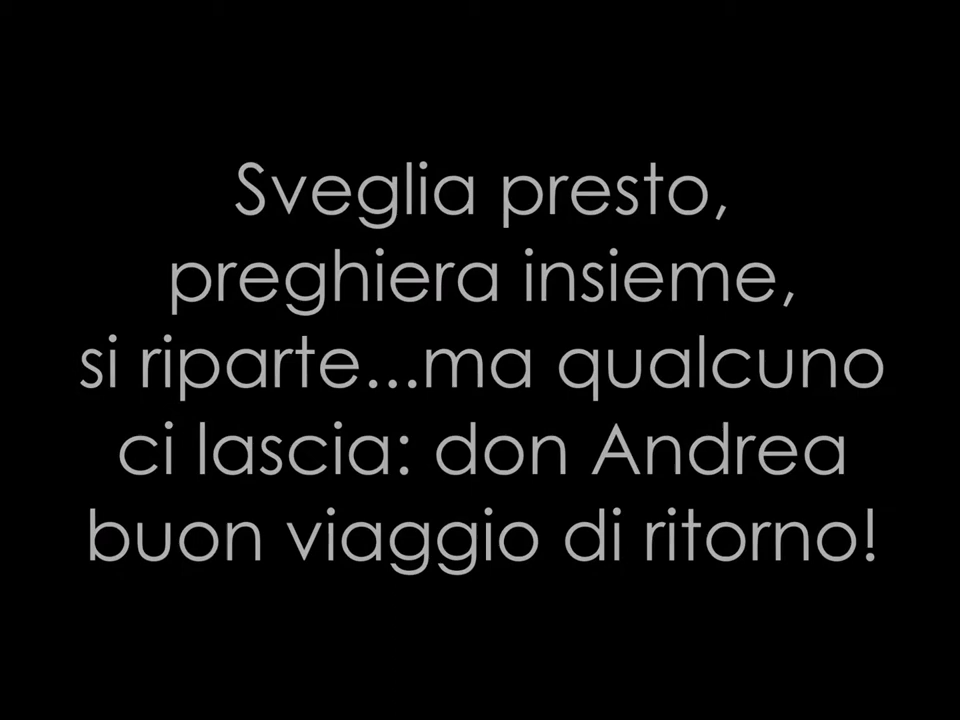 Sveglia presto,
preghiera insieme,
si riparte...ma qualcuno
ci lascia: don Andrea
buon viaggio di ritorno!